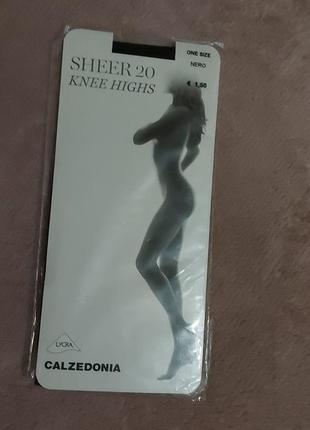 SHEER 20
KNEE HIGHS
ONE SIZE
NERO
€ 1,50
LYCRA
CALZEDONIA